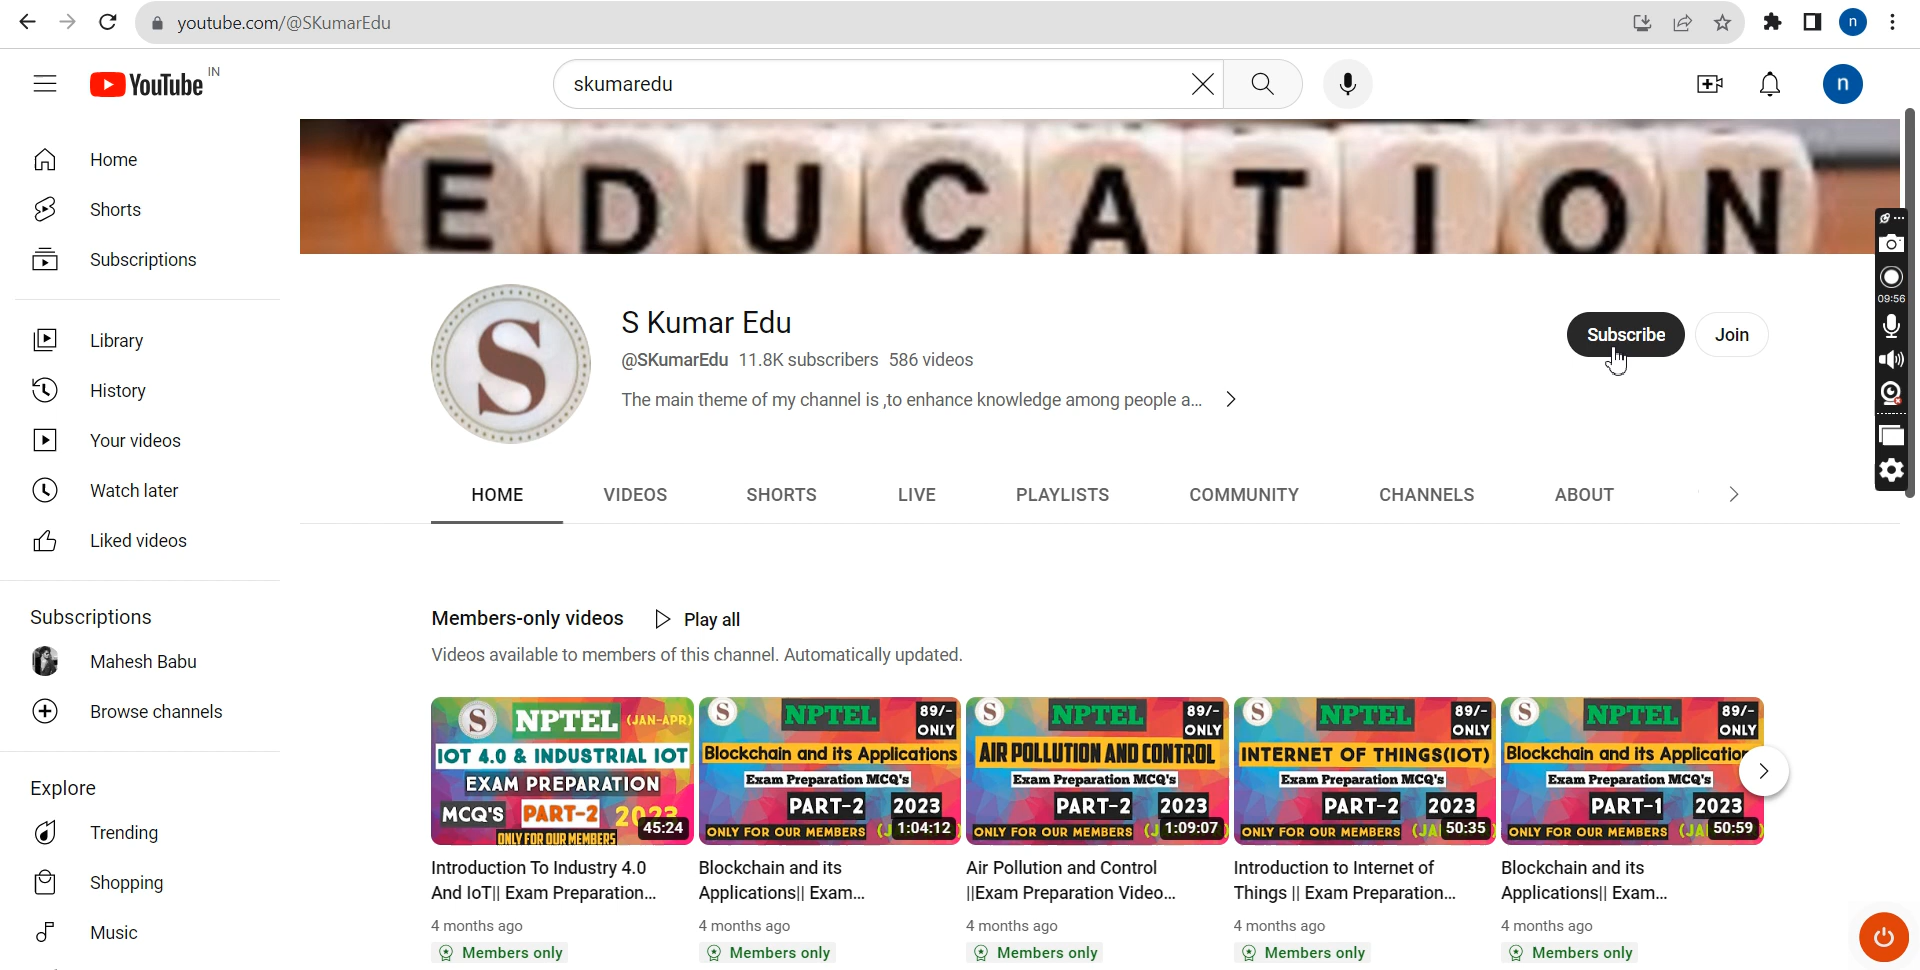 youtube.com/@SKumarEdu
n
YouTube IN
skumaredu
n
Home
Shorts
Subscriptions
Library
History
Your videos
Watch later
Liked videos
Subscriptions
Mahesh Babu
Browse channels
Explore
Trending
Shopping
Music
EDUCATION
S
S Kumar Edu
@SKumarEdu 11.8K subscribers 586 videos
The main theme of my channel is ,to enhance knowledge among people a...
Subscribe Join
09:56
HOME VIDEOS SHORTS LIVE PLAYLISTS COMMUNITY CHANNELS ABOUT
Members-only videos Play all
Videos available to members of this channel. Automatically updated.
S NPTEL (JAN-APR)
IOT 4.0 & INDUSTRIAL IOT
EXAM PREPARATION
MCQ'S PART-2
45:24
ONLY FOR OUR MEMBERS
Introduction To Industry 4.0
And IoT|| Exam Preparation...
4 months ago
Members only
S NPTEL 89/-
ONLY
Blockchain and its Applications
Exam Preparation MCQ's
PART-2 2023
ONLY FOR OUR MEMBERS 1:04:12
Blockchain and its
Applications|| Exam...
4 months ago
Members only
S NPTEL 89/-
ONLY
AIR POLLUTION AND CONTROL
Exam Preparation MCQ's
PART-2 2023
ONLY FOR OUR MEMBERS 1:09:07
Air Pollution and Control
||Exam Preparation Video...
4 months ago
Members only
S NPTEL 89/-
ONLY
INTERNET OF THINGS(IOT)
Exam Preparation MCQ's
PART-2 2023
ONLY FOR OUR MEMBERS (JA 50:35
Introduction to Internet of
Things || Exam Preparation...
4 months ago
Members only
S NPTEL 89/-
ONLY
Blockchain and its Application
Exam Preparation MCQ's
PART-1 2023
ONLY FOR OUR MEMBERS (JA 50:59
Blockchain and its
Applications|| Exam...
4 months ago
Members only